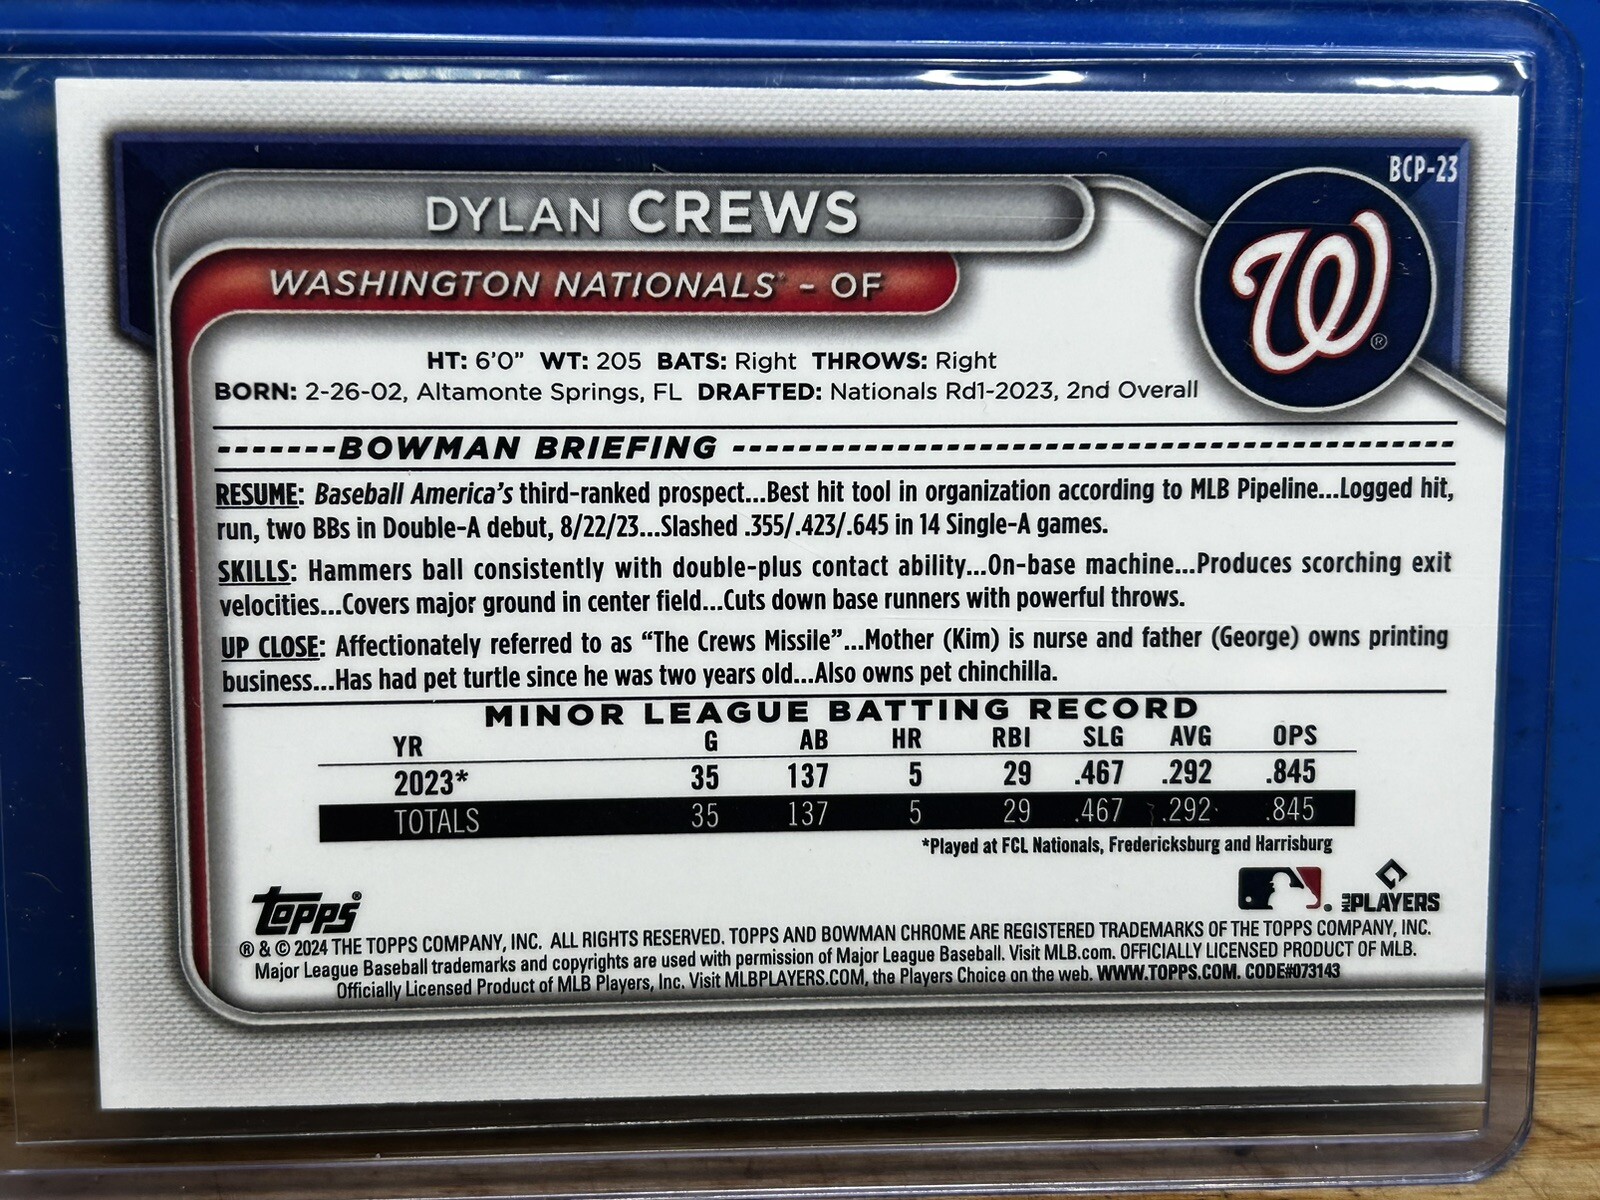 BCP-23
DYLAN CREWS
WASHINGTON NATIONALS - OF
W ®
HT: 6'0" WT: 205 BATS: Right THROWS: Right
BORN: 2-26-02, Altamonte Springs, FL DRAFTED: Nationals Rd1-2023, 2nd Overall
-------BOWMAN BRIEFING ----------------------------------------------
RESUME: Baseball America's third-ranked prospect...Best hit tool in organization according to MLB Pipeline...Logged hit,
run, two BBs in Double-A debut, 8/22/23...Slashed .355/.423/.645 in 14 Single-A games.
SKILLS: Hammers ball consistently with double-plus contact ability...On-base machine...Produces scorching exit
velocities...Covers major ground in center field...Cuts down base runners with powerful throws.
UP CLOSE: Affectionately referred to as “The Crews Missile”...Mother (Kim) is nurse and father (George) owns printing
business...Has had pet turtle since he was two years old...Also owns pet chinchilla.
MINOR LEAGUE BATTING RECORD
YR G AB HR RBI SLG AVG OPS
2023* 35 137 5 29 .467 .292 .845
TOTALS 35 137 5 29 .467 .292 .845
*Played at FCL Nationals, Fredericksburg and Harrisburg
topps®
MLB PLAYERS
® & © 2024 THE TOPPS COMPANY, INC. ALL RIGHTS RESERVED. TOPPS AND BOWMAN CHROME ARE REGISTERED TRADEMARKS OF THE TOPPS COMPANY, INC.
Major League Baseball trademarks and copyrights are used with permission of Major League Baseball. Visit MLB.com. OFFICIALLY LICENSED PRODUCT OF MLB.
Officially Licensed Product of MLB Players, Inc. Visit MLBPLAYERS.COM, the Players Choice on the web. WWW.TOPPS.COM. CODE#073143